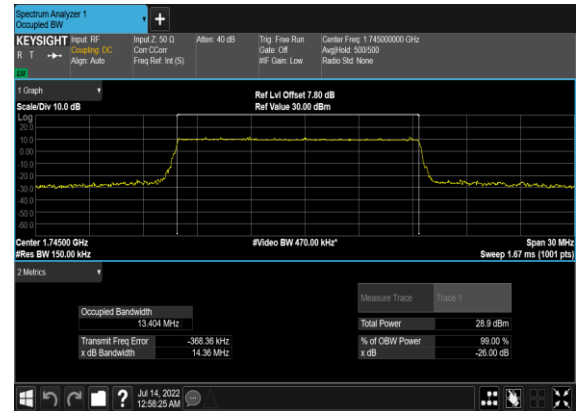 Spectrum Analyzer 1
Occupied BW
+
KEYSIGHT Input: RF Input Z: 50 Ω Atten: 40 dB Trig: Free Run Center Freq: 1.745000000 GHz
R T Coupling: DC Corr CCorr Gate: Off Avg|Hold: 500/500
Align: Auto Freq Ref: Int (S) #IF Gain: Low Radio Std: None
LXI
1 Graph
Ref Lvl Offset 7.80 dB
Scale/Div 10.0 dB Ref Value 30.00 dBm
Log
20.0
10.0
0.00
-10.0
-20.0
-30.0
-40.0
-50.0
-60.0
Center 1.74500 GHz #Video BW 470.00 kHz* Span 30 MHz
#Res BW 150.00 kHz Sweep 1.67 ms (1001 pts)
2 Metrics
Measure Trace Trace 1
Occupied Bandwidth
13.404 MHz Total Power 28.9 dBm
Transmit Freq Error -368.36 kHz % of OBW Power 99.00 %
x dB Bandwidth 14.36 MHz x dB -26.00 dB
? Jul 14, 2022
12:58:25 AM